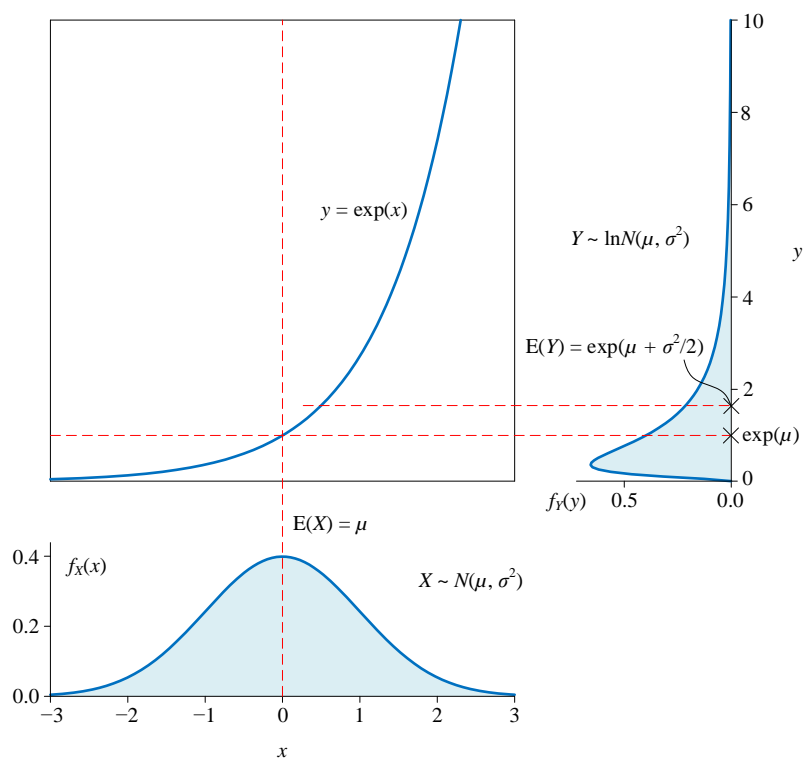 10
8
y = exp(x)
6
Y ~ lnN(μ, σ²)
y
4
E(Y) = exp(μ + σ²/2)
2
exp(μ)
0
f_Y(y)
0.5
0.0
E(X) = μ
0.4
f_X(x)
X ~ N(μ, σ²)
0.2
0.0
−3 −2 −1 0 1 2 3
x